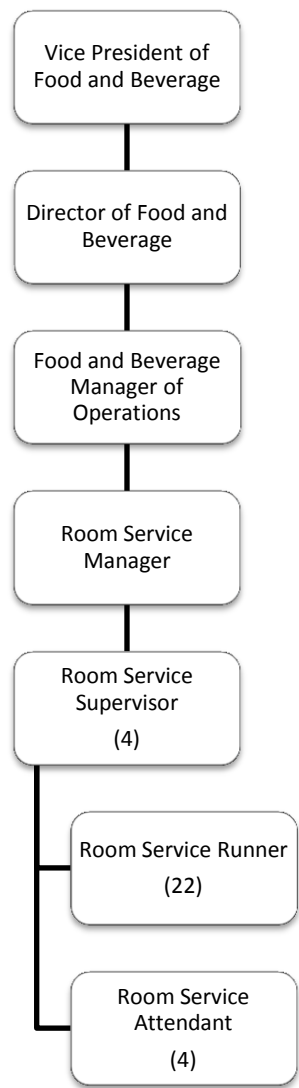 Vice President of
Food and Beverage
Director of Food and
Beverage
Food and Beverage
Manager of
Operations
Room Service
Manager
Room Service
Supervisor
(4)
Room Service Runner
(22)
Room Service
Attendant
(4)